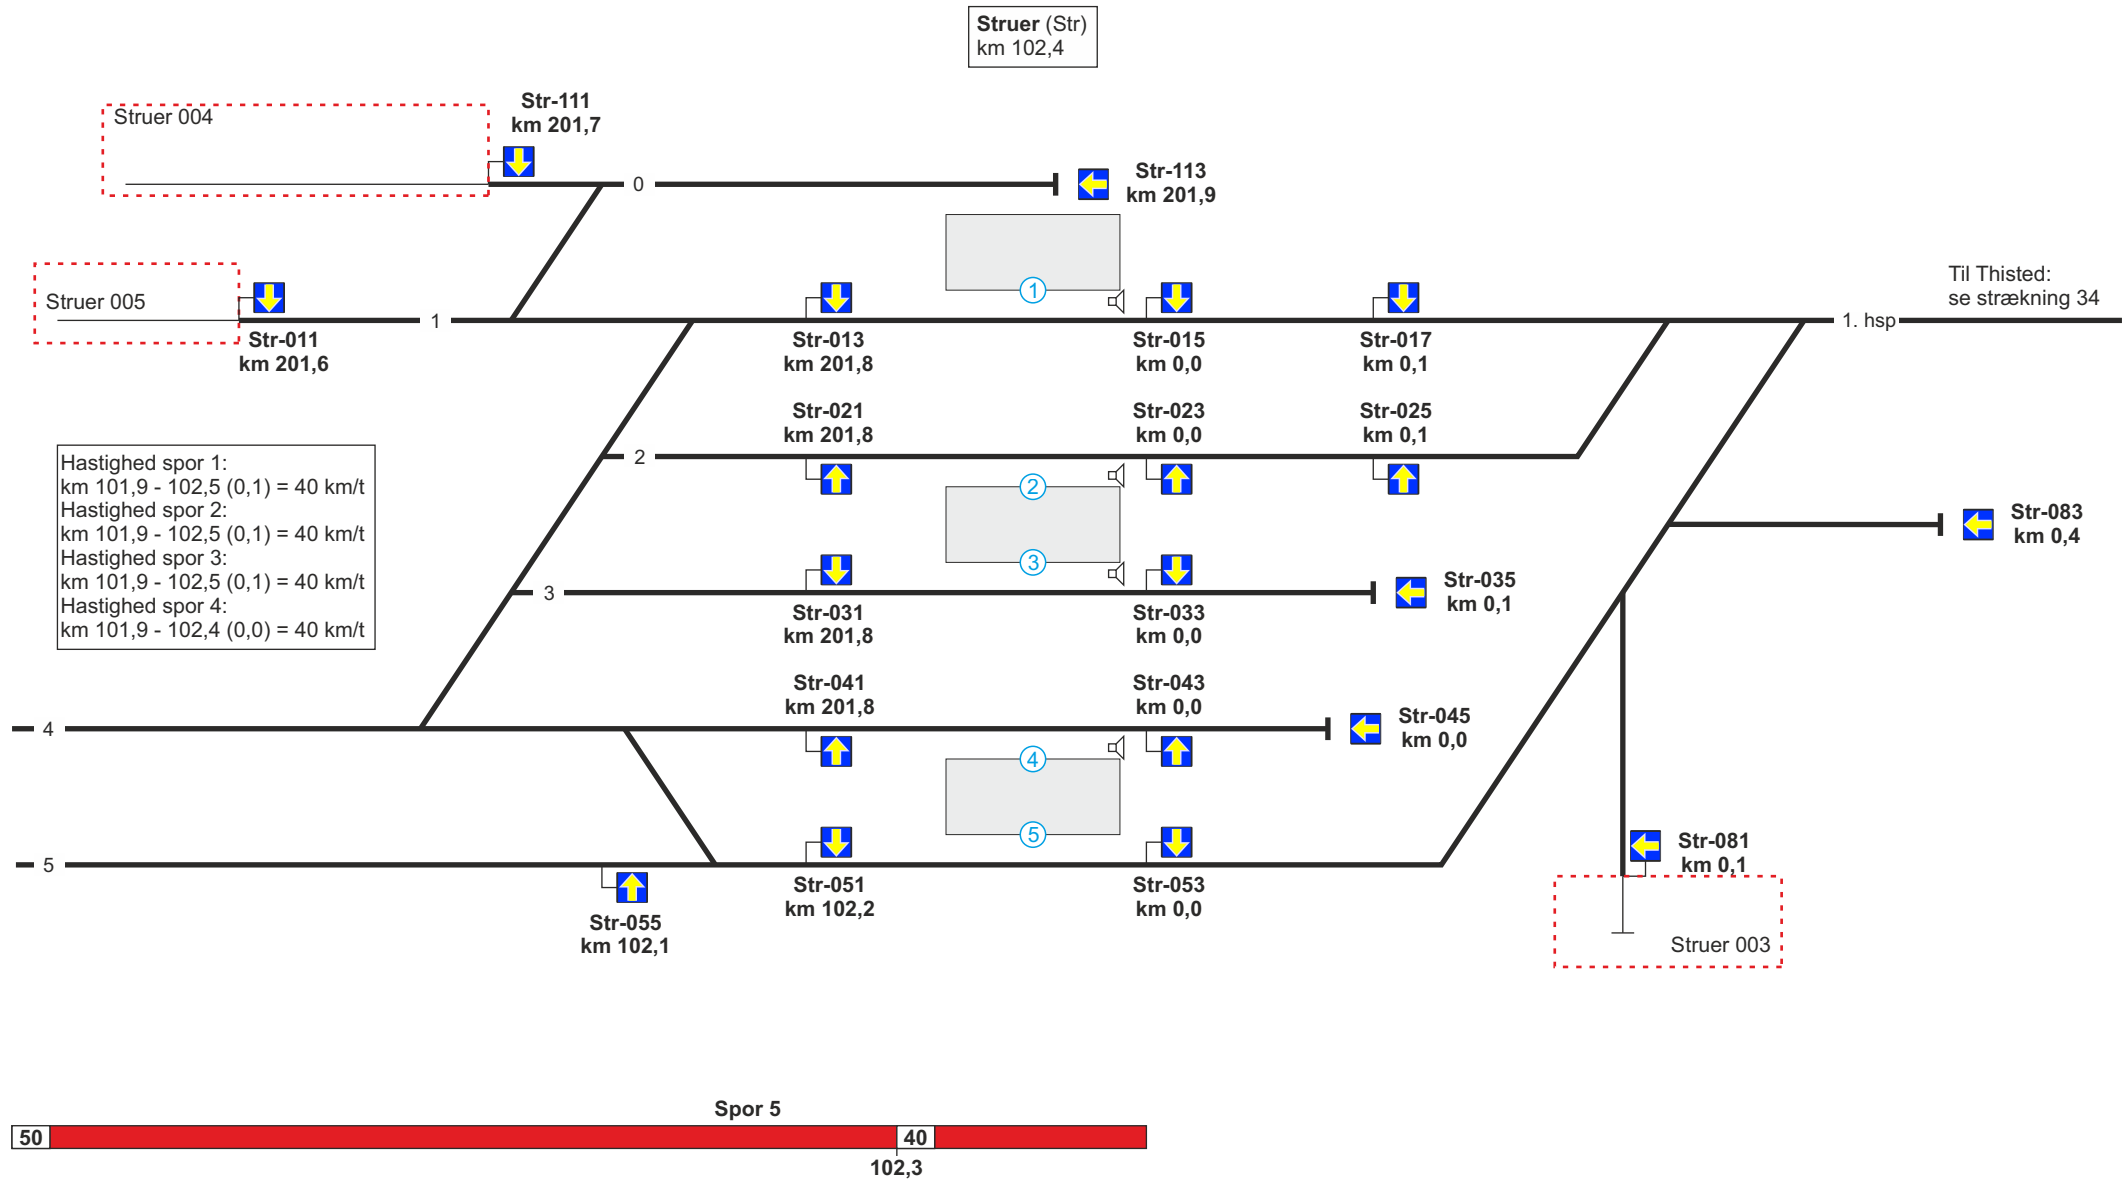 Struer (Str)
km 102,4
Struer 004
Str-111
km 201,7
0
Str-113
km 201,9
Struer 005
Str-011
km 201,6
1
1
Str-013
km 201,8
Str-015
km 0,0
Str-017
km 0,1
1. hsp
Til Thisted:
se strækning 34
Hastighed spor 1:
km 101,9 - 102,5 (0,1) = 40 km/t
Hastighed spor 2:
km 101,9 - 102,5 (0,1) = 40 km/t
Hastighed spor 3:
km 101,9 - 102,5 (0,1) = 40 km/t
Hastighed spor 4:
km 101,9 - 102,4 (0,0) = 40 km/t
Str-021
km 201,8
Str-023
km 0,0
Str-025
km 0,1
2
2
3
3
Str-031
km 201,8
Str-033
km 0,0
Str-035
km 0,1
Str-083
km 0,4
Str-041
km 201,8
Str-043
km 0,0
Str-045
km 0,0
4
4
5
5
Str-055
km 102,1
Str-051
km 102,2
Str-053
km 0,0
Str-081
km 0,1
Struer 003
Spor 5
50
40
102,3